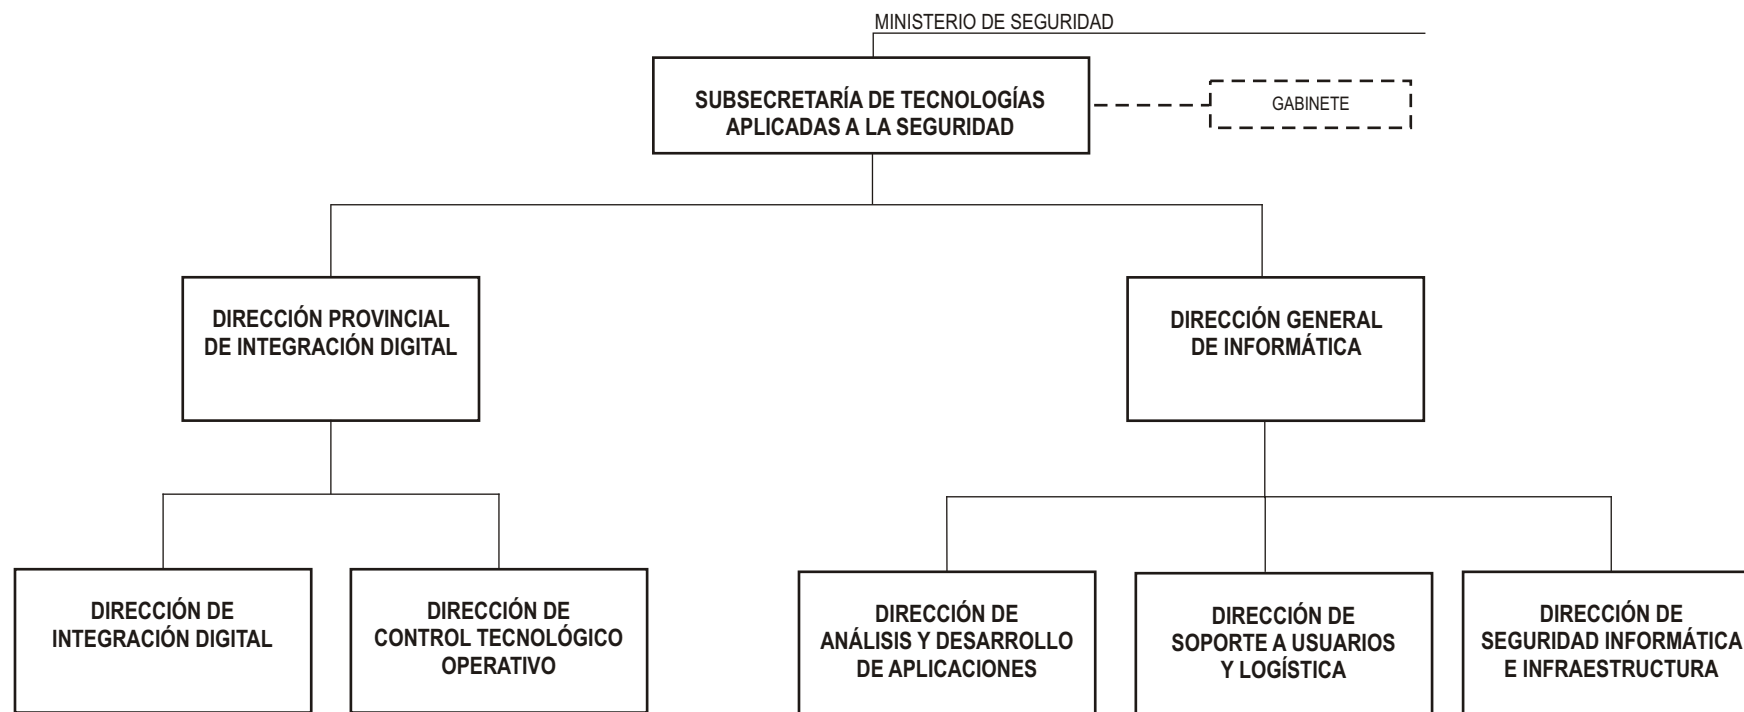 MINISTERIO DE SEGURIDAD
SUBSECRETARÍA DE TECNOLOGÍAS
APLICADAS A LA SEGURIDAD
GABINETE
DIRECCIÓN PROVINCIAL
DE INTEGRACIÓN DIGITAL
DIRECCIÓN GENERAL
DE INFORMÁTICA
DIRECCIÓN DE
INTEGRACIÓN DIGITAL
DIRECCIÓN DE
CONTROL TECNOLÓGICO
OPERATIVO
DIRECCIÓN DE
ANÁLISIS Y DESARROLLO
DE APLICACIONES
DIRECCIÓN DE
SOPORTE A USUARIOS
Y LOGÍSTICA
DIRECCIÓN DE
SEGURIDAD INFORMÁTICA
E INFRAESTRUCTURA